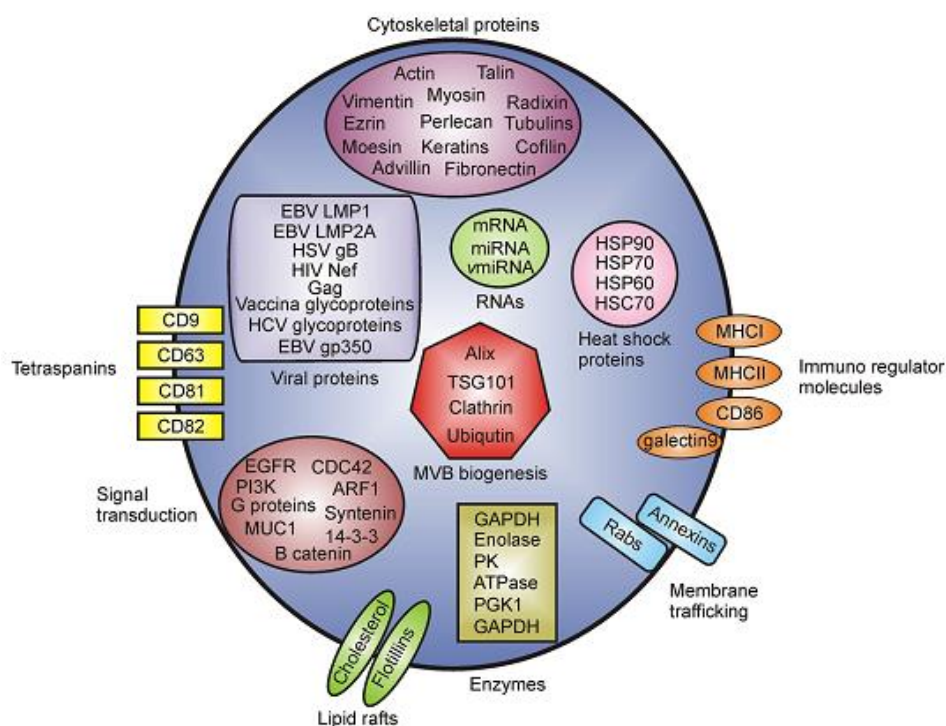 Cytoskeletal proteins
Actin Talin
Vimentin Myosin Radixin
Ezrin Perlecan Tubulins
Moesin Keratins Cofilin
Advillin Fibronectin
EBV LMP1
EBV LMP2A
HSV gB
HIV Nef
Gag
Vaccina glycoproteins
HCV glycoproteins
EBV gp350
Viral proteins
mRNA
miRNA
vmiRNA
RNAs
HSP90
HSP70
HSP60
HSC70
Heat shock
proteins
CD9
CD63
CD81
CD82
Tetraspanins
Alix
TSG101
Clathrin
Ubiqutin
MVB biogenesis
MHCI
MHCII
CD86
galectin9
Immuno regulator
molecules
Signal
transduction
EGFR CDC42
PI3K ARF1
G proteins Syntenin
MUC1 14-3-3
B catenin
GAPDH
Enolase
PK
ATPase
PGK1
GAPDH
Enzymes
Rabs
Annexins
Membrane
trafficking
Cholesterol
Flotillins
Lipid rafts